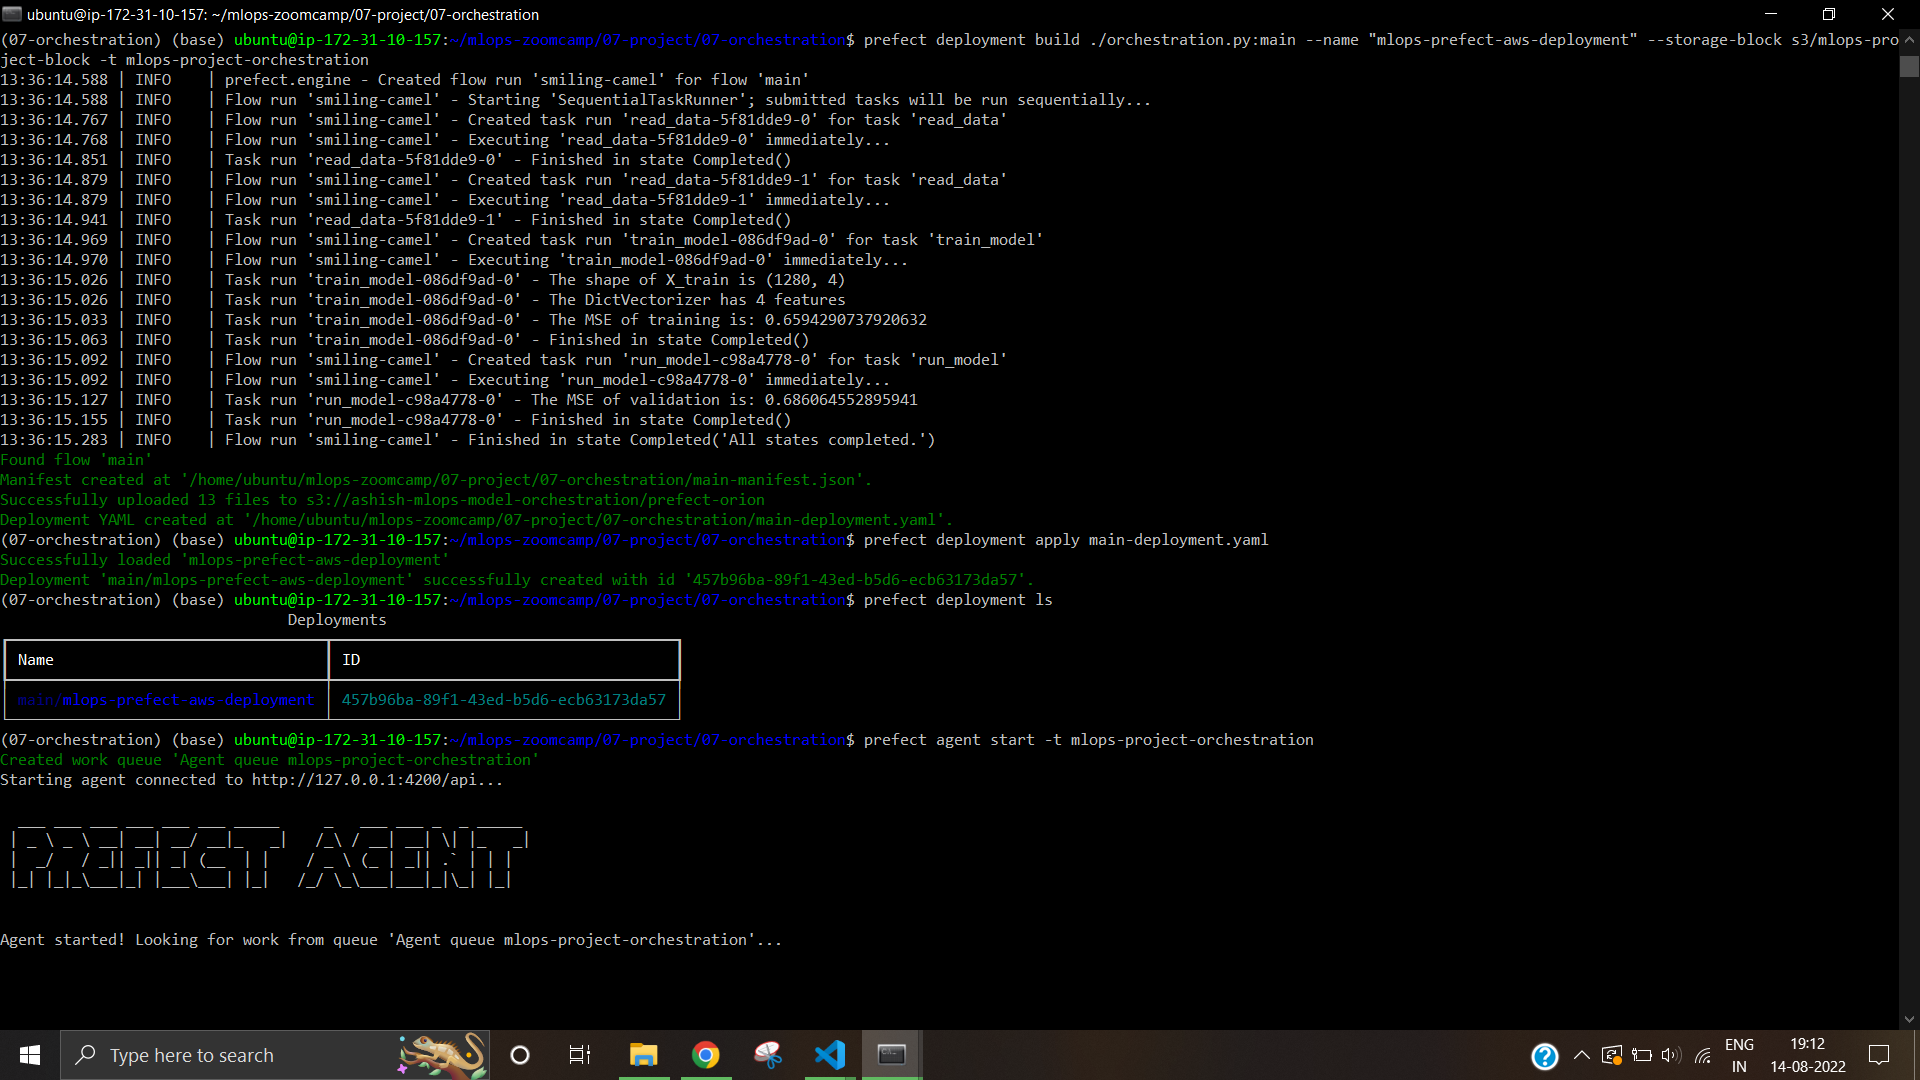 ubuntu@ip-172-31-10-157: ~/mlops-zoomcamp/07-project/07-orchestration
(07-orchestration) (base) ubuntu@ip-172-31-10-157:~/mlops-zoomcamp/07-project/07-orchestration$ prefect deployment build ./orchestration.py:main --name "mlops-prefect-aws-deployment" --storage-block s3/mlops-pro
ject-block -t mlops-project-orchestration
13:36:14.588 | INFO    | prefect.engine - Created flow run 'smiling-camel' for flow 'main'
13:36:14.588 | INFO    | Flow run 'smiling-camel' - Starting 'SequentialTaskRunner'; submitted tasks will be run sequentially...
13:36:14.767 | INFO    | Flow run 'smiling-camel' - Created task run 'read_data-5f81dde9-0' for task 'read_data'
13:36:14.768 | INFO    | Flow run 'smiling-camel' - Executing 'read_data-5f81dde9-0' immediately...
13:36:14.851 | INFO    | Task run 'read_data-5f81dde9-0' - Finished in state Completed()
13:36:14.879 | INFO    | Flow run 'smiling-camel' - Created task run 'read_data-5f81dde9-1' for task 'read_data'
13:36:14.879 | INFO    | Flow run 'smiling-camel' - Executing 'read_data-5f81dde9-1' immediately...
13:36:14.941 | INFO    | Task run 'read_data-5f81dde9-1' - Finished in state Completed()
13:36:14.969 | INFO    | Flow run 'smiling-camel' - Created task run 'train_model-086df9ad-0' for task 'train_model'
13:36:14.970 | INFO    | Flow run 'smiling-camel' - Executing 'train_model-086df9ad-0' immediately...
13:36:15.026 | INFO    | Task run 'train_model-086df9ad-0' - The shape of X_train is (1280, 4)
13:36:15.026 | INFO    | Task run 'train_model-086df9ad-0' - The DictVectorizer has 4 features
13:36:15.033 | INFO    | Task run 'train_model-086df9ad-0' - The MSE of training is: 0.6594290737920632
13:36:15.063 | INFO    | Task run 'train_model-086df9ad-0' - Finished in state Completed()
13:36:15.092 | INFO    | Flow run 'smiling-camel' - Created task run 'run_model-c98a4778-0' for task 'run_model'
13:36:15.092 | INFO    | Flow run 'smiling-camel' - Executing 'run_model-c98a4778-0' immediately...
13:36:15.127 | INFO    | Task run 'run_model-c98a4778-0' - The MSE of validation is: 0.686064552895941
13:36:15.155 | INFO    | Task run 'run_model-c98a4778-0' - Finished in state Completed()
13:36:15.283 | INFO    | Flow run 'smiling-camel' - Finished in state Completed('All states completed.')
Found flow 'main'
Manifest created at '/home/ubuntu/mlops-zoomcamp/07-project/07-orchestration/main-manifest.json'.
Successfully uploaded 13 files to s3://ashish-mlops-model-orchestration/prefect-orion
Deployment YAML created at '/home/ubuntu/mlops-zoomcamp/07-project/07-orchestration/main-deployment.yaml'.
(07-orchestration) (base) ubuntu@ip-172-31-10-157:~/mlops-zoomcamp/07-project/07-orchestration$ prefect deployment apply main-deployment.yaml
Successfully loaded 'mlops-prefect-aws-deployment'
Deployment 'main/mlops-prefect-aws-deployment' successfully created with id '457b96ba-89f1-43ed-b5d6-ecb63173da57'.
(07-orchestration) (base) ubuntu@ip-172-31-10-157:~/mlops-zoomcamp/07-project/07-orchestration$ prefect deployment ls
Deployments
Name ID
main/mlops-prefect-aws-deployment 457b96ba-89f1-43ed-b5d6-ecb63173da57
(07-orchestration) (base) ubuntu@ip-172-31-10-157:~/mlops-zoomcamp/07-project/07-orchestration$ prefect agent start -t mlops-project-orchestration
Created work queue 'Agent queue mlops-project-orchestration'
Starting agent connected to http://127.0.0.1:4200/api...
PREFECT AGENT
Agent started! Looking for work from queue 'Agent queue mlops-project-orchestration'...
Type here to search
ENG
IN
19:12
14-08-2022